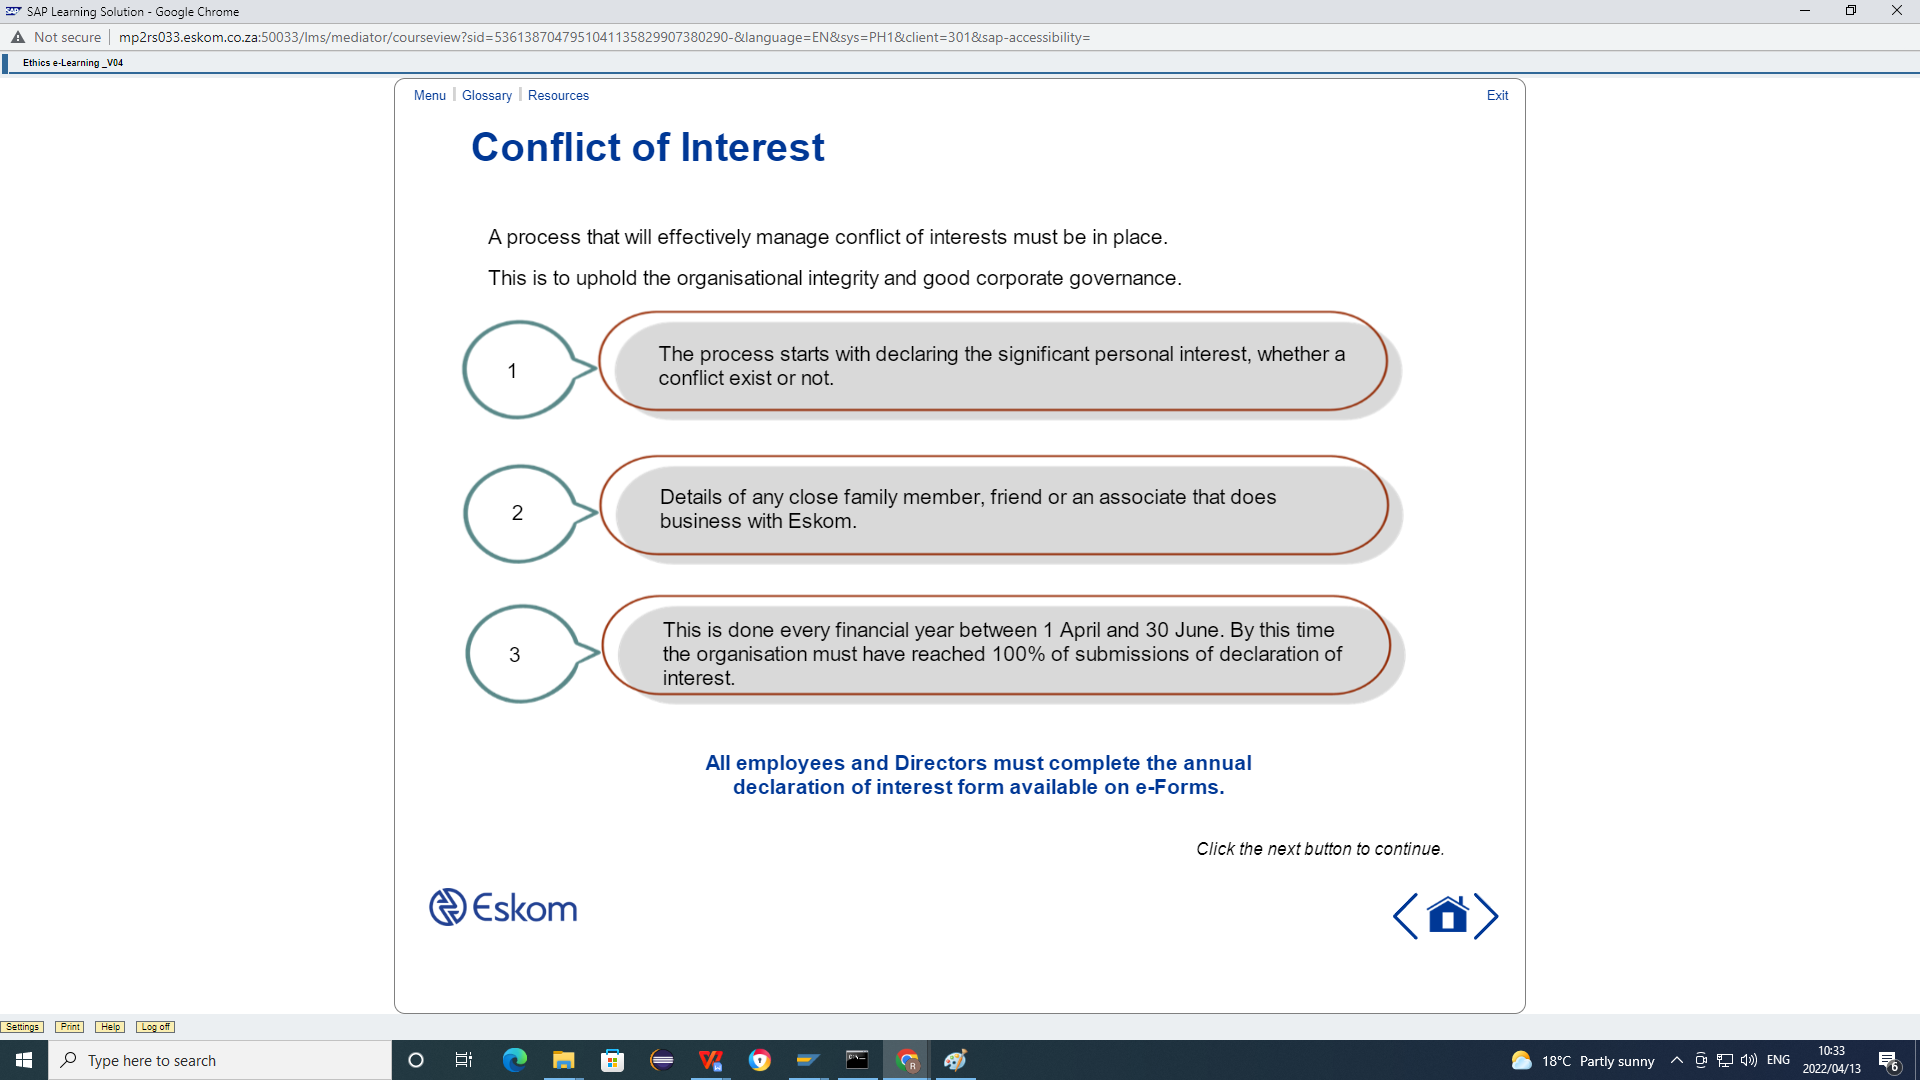 SAP Learning Solution - Google Chrome
Not secure
mp2rs033.eskom.co.za:50033/lms/mediator/courseview?sid=5361387047951041135829907380290-&language=EN&sys=PH1&client=301&sap-accessibility=
Ethics e-Learning _V04
Menu Glossary Resources Exit
Conflict of Interest
A process that will effectively manage conflict of interests must be in place.
This is to uphold the organisational integrity and good corporate governance.
1
The process starts with declaring the significant personal interest, whether a
conflict exist or not.
2
Details of any close family member, friend or an associate that does
business with Eskom.
3
This is done every financial year between 1 April and 30 June. By this time
the organisation must have reached 100% of submissions of declaration of
interest.
All employees and Directors must complete the annual
declaration of interest form available on e-Forms.
Click the next button to continue.
Eskom
Settings Print Help Log off
Type here to search
18°C Partly sunny
ENG
10:33
2022/04/13
6